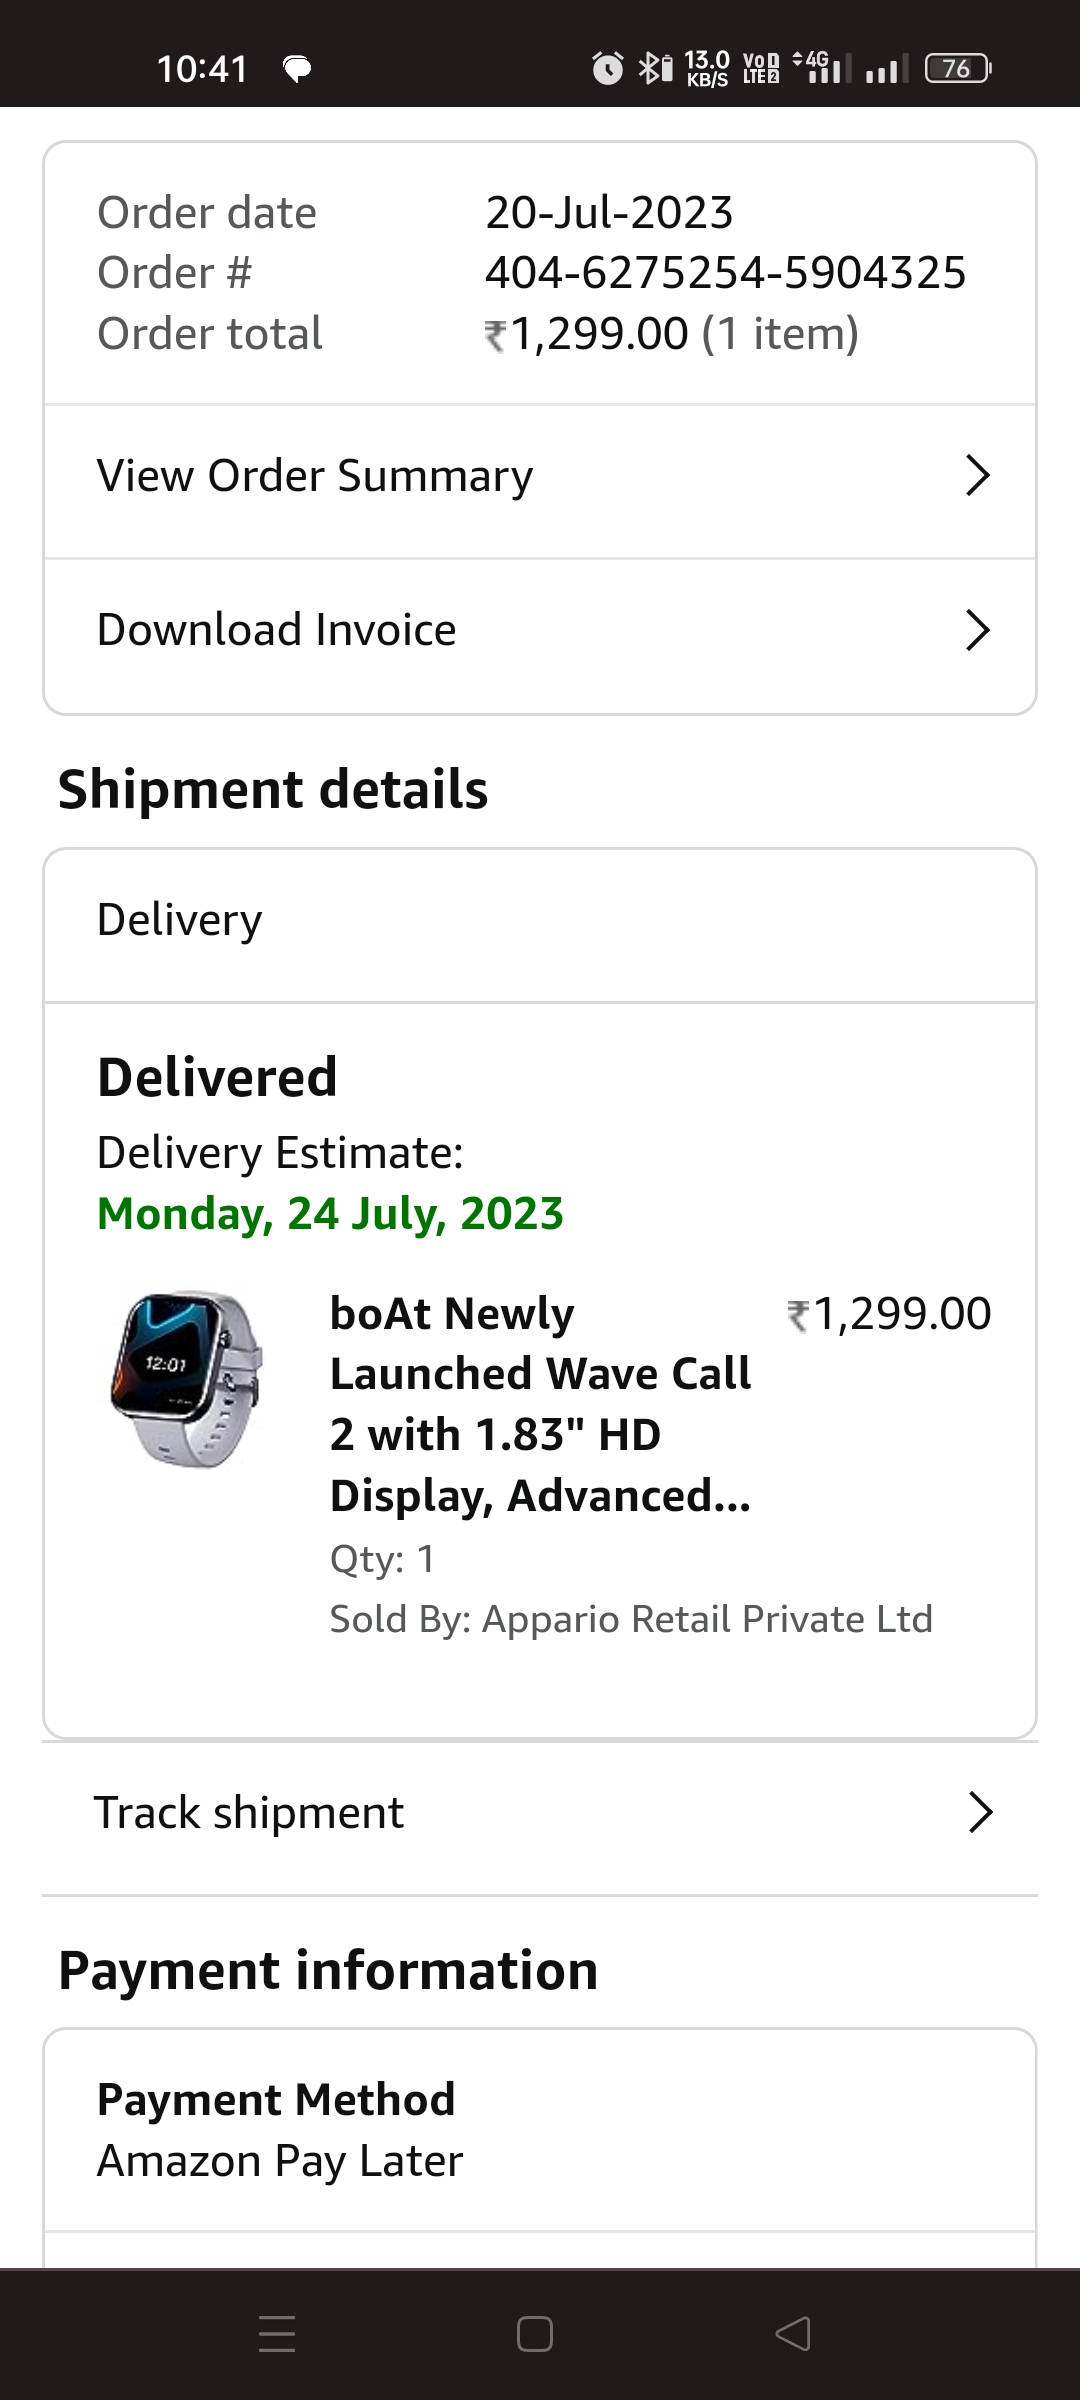 10:41
13.0 KB/S VoD LTE2 4G 76
Order date 20-Jul-2023
Order # 404-6275254-5904325
Order total ₹1,299.00 (1 item)
View Order Summary
Download Invoice
Shipment details
Delivery
Delivered
Delivery Estimate:
Monday, 24 July, 2023
12:01
boAt Newly ₹1,299.00
Launched Wave Call
2 with 1.83" HD
Display, Advanced...
Qty: 1
Sold By: Appario Retail Private Ltd
Track shipment
Payment information
Payment Method
Amazon Pay Later